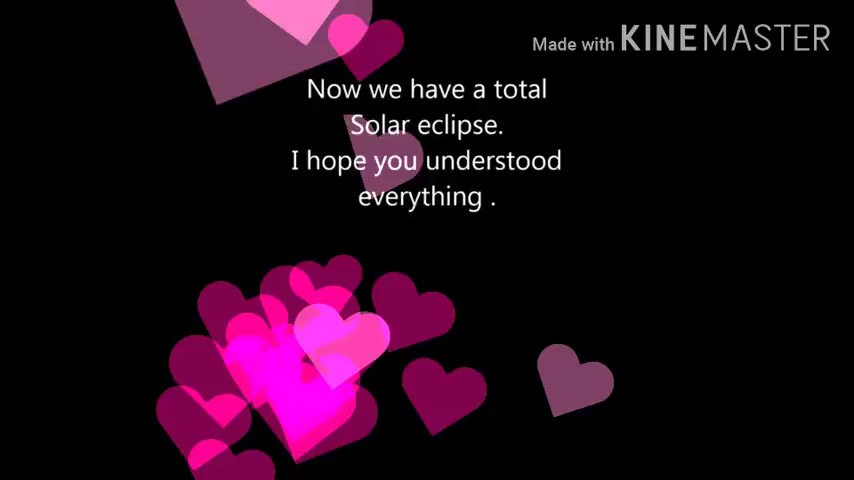 Made with KINEMASTER
Now we have a total
Solar eclipse.
I hope you understood
everything .